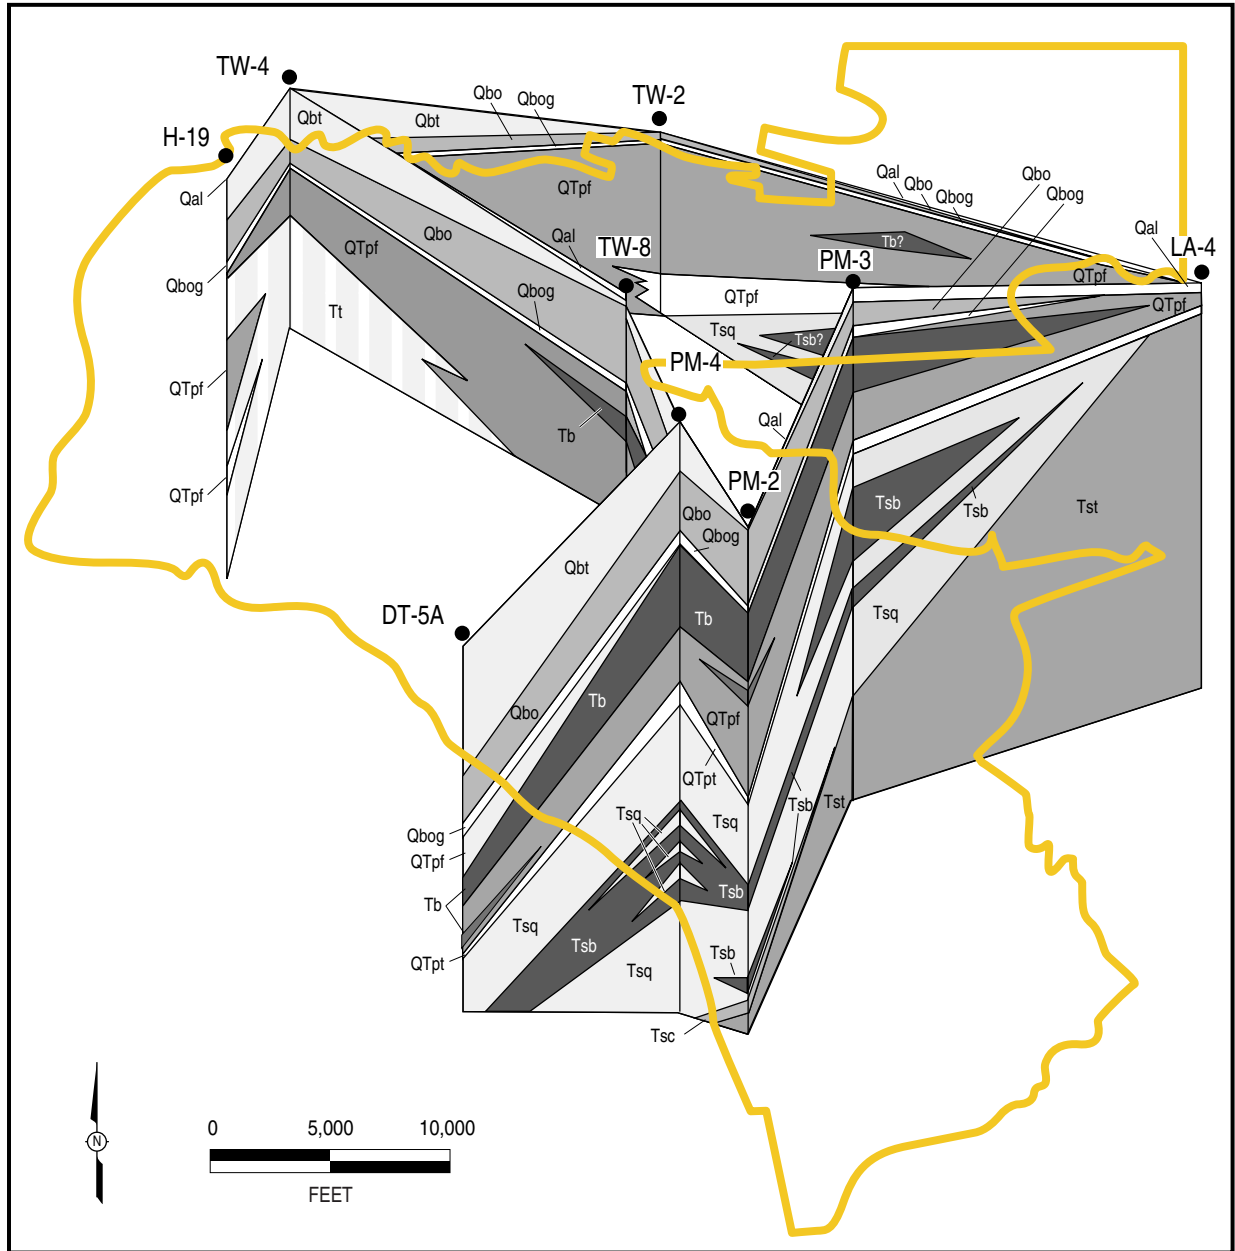 TW-4
TW-2
Qbo
Qbog
Qbt
Qbt
H-19
Qal
QTpf
Qal
Qbo
Qbog
Qbo
Qbog
Qal
LA-4
Qbo
Qal
TW-8
Tb?
PM-3
QTpf
QTpf
Qbog
QTpf
Qbog
QTpf
Tt
Tsq
Tsb?
PM-4
QTpf
Tb
Qal
PM-2
QTpf
Tsb
Tsb
Tst
Qbo
Qbog
Qbt
DT-5A
Tb
Tsq
Tb
Qbo
QTpf
QTpt
Tsq
Tsq
Tsb
Tst
Qbog
QTpf
Tb
Tsb
Tsq
Tsb
Tsb
QTpt
Tsq
Tsc
N
0 5,000 10,000
FEET